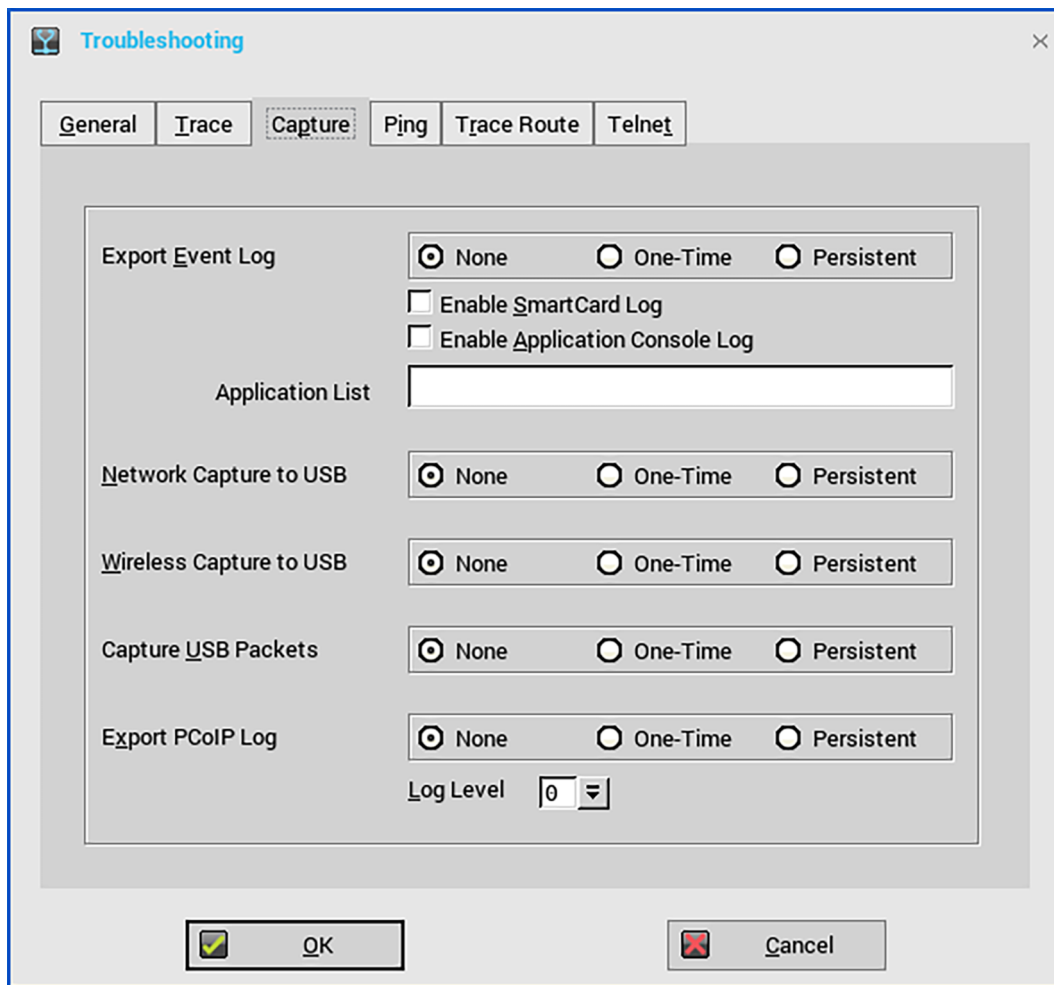 Troubleshooting
General Trace Capture Ping Trace Route Telnet
Export Event Log None One-Time Persistent
Enable SmartCard Log
Enable Application Console Log
Application List
Network Capture to USB None One-Time Persistent
Wireless Capture to USB None One-Time Persistent
Capture USB Packets None One-Time Persistent
Export PCoIP Log None One-Time Persistent
Log Level 0
OK Cancel